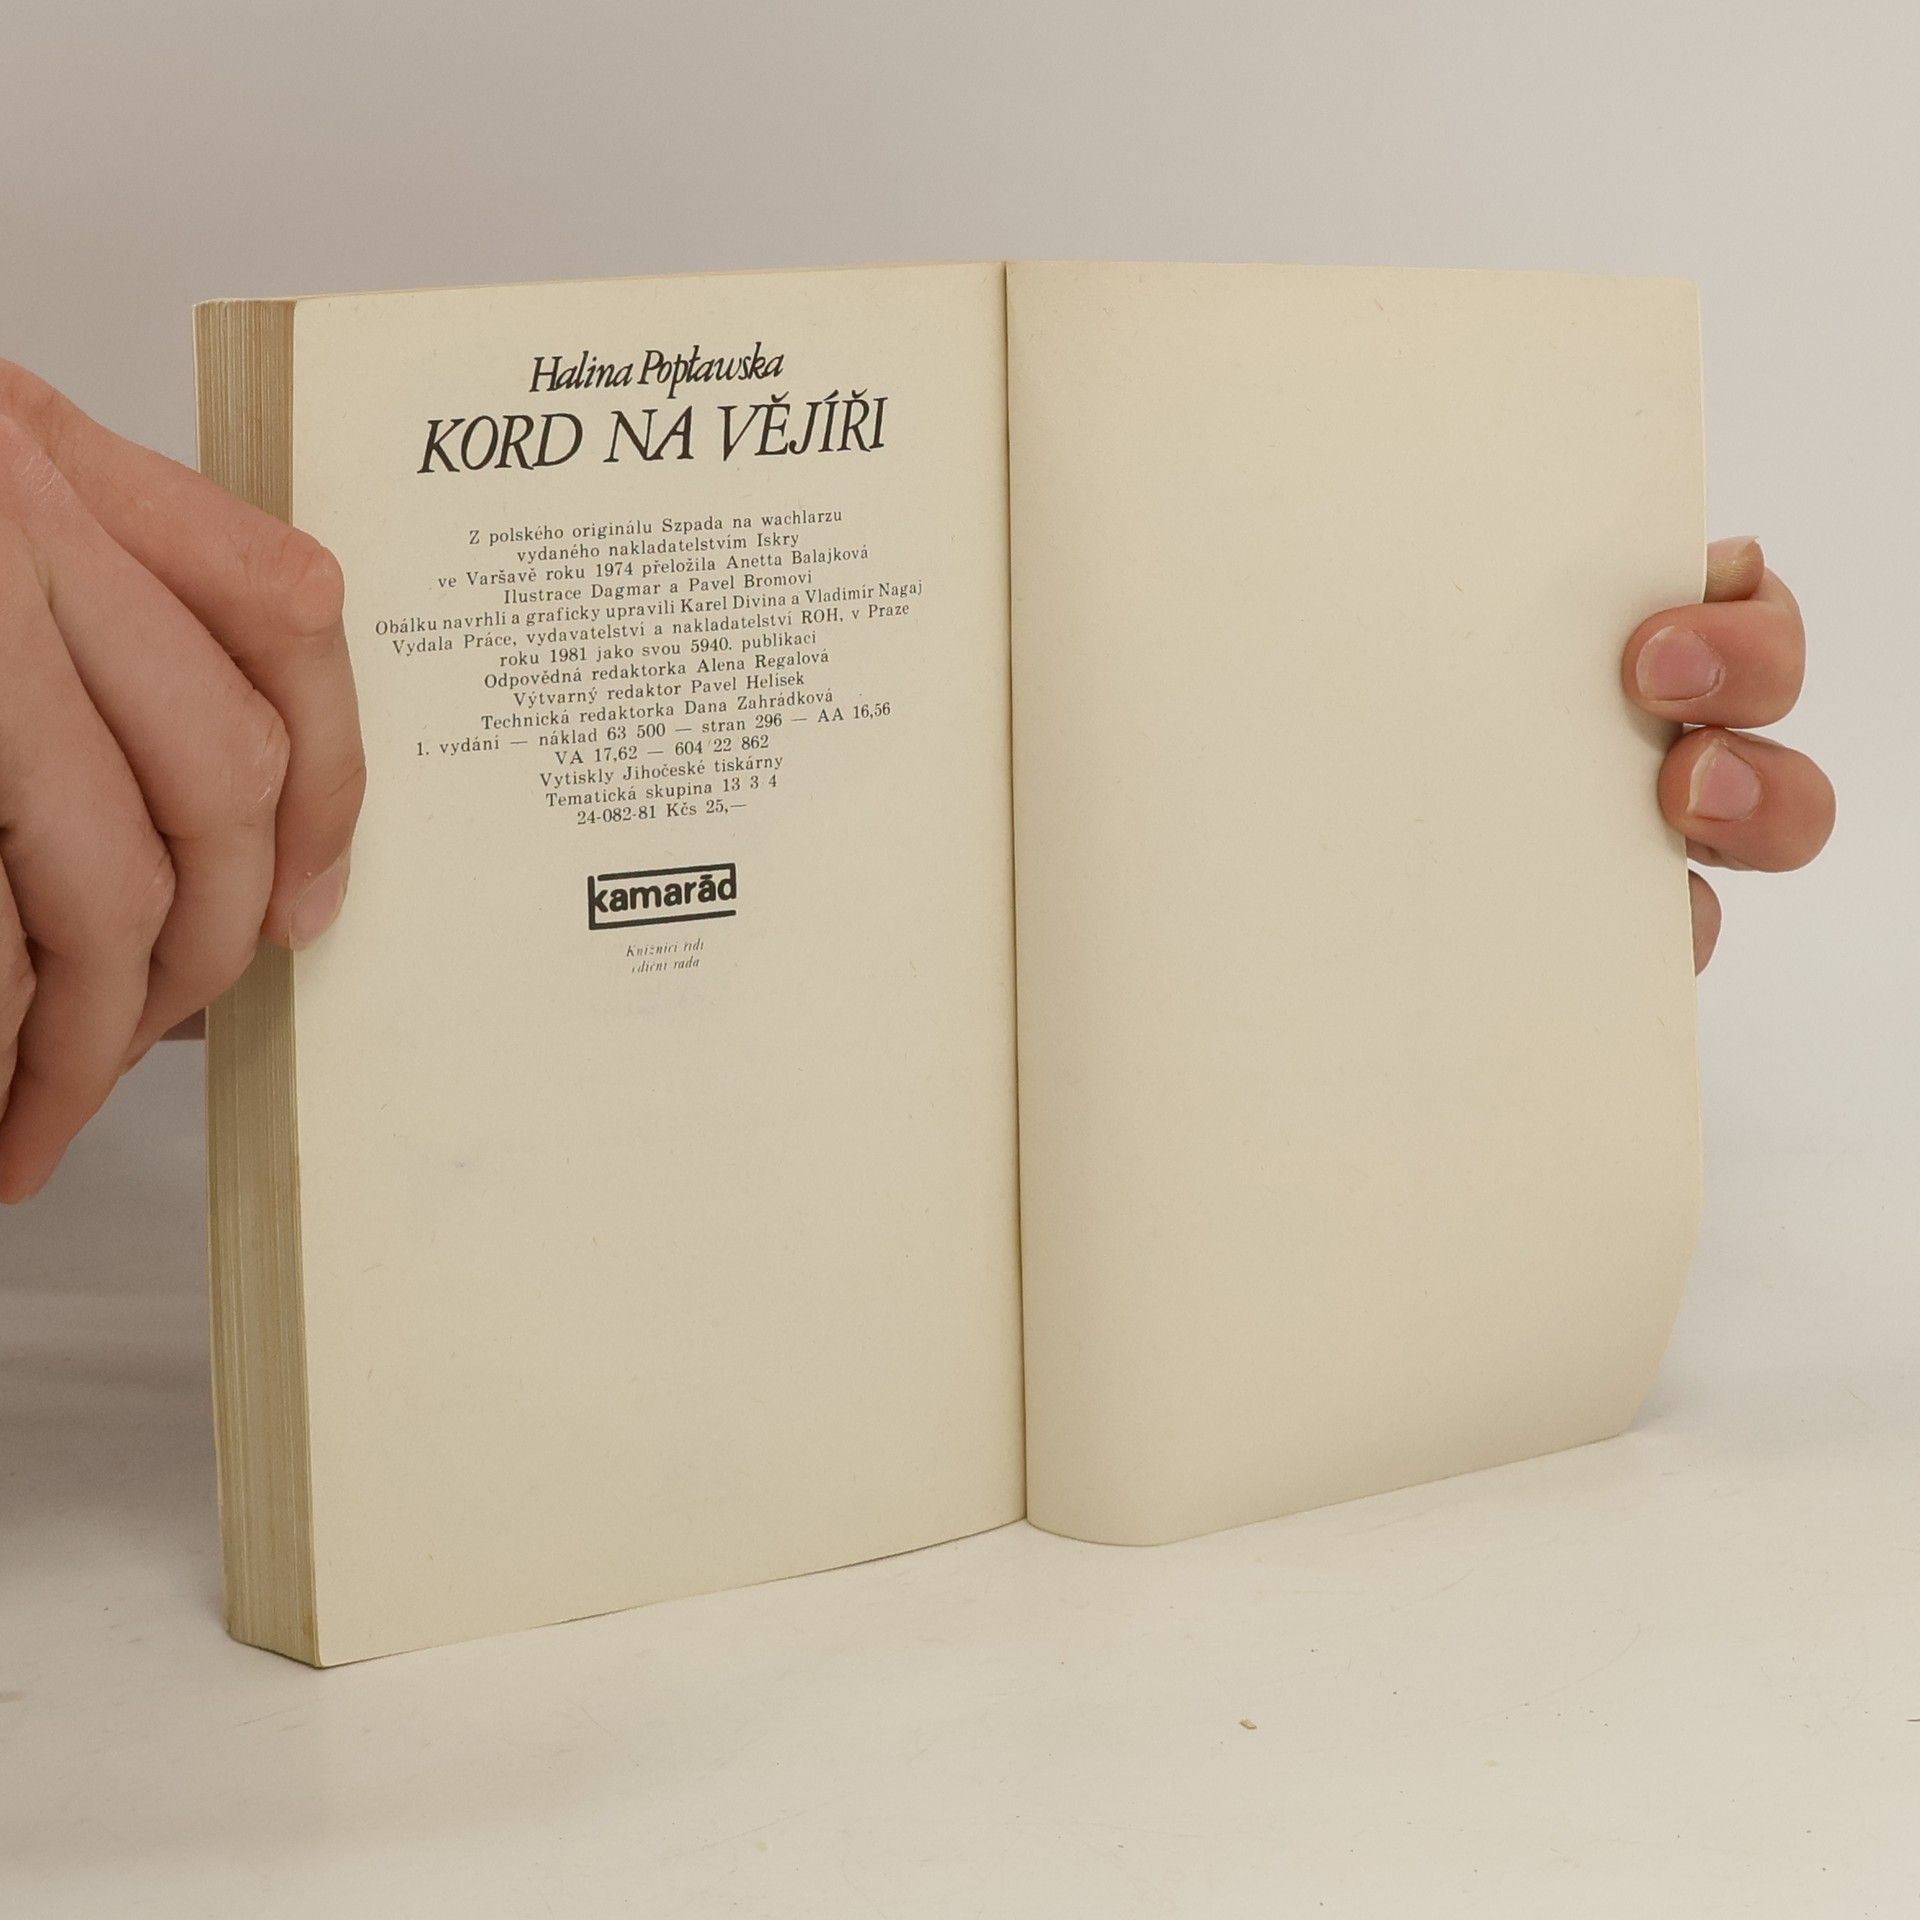 Halina Popławska
KORD NA VĚJÍŘI
Z polského originálu Szpada na wachlarzu
vydaného nakladatelstvím Iskry
ve Varšavě roku 1974 přeložila Anetta Balajková
Ilustrace Dagmar a Pavel Bromovi
Obálku navrhli a graficky upravili Karel Divina a Vladimír Nagaj
Vydala Práce, vydavatelství a nakladatelství ROH, v Praze
roku 1981 jako svou 5940. publikaci
Odpovědná redaktorka Alena Regalová
Výtvarný redaktor Pavel Helísek
Technická redaktorka Dana Zahrádková
1. vydání — náklad 63 500 — stran 296 — AA 16,56
VA 17,62 — 604/22 862
Vytiskly Jihočeské tiskárny
Tematická skupina 13 3 4
24-082-81 Kčs 25,—
kamarád
Knižnici řídí
ediční rada